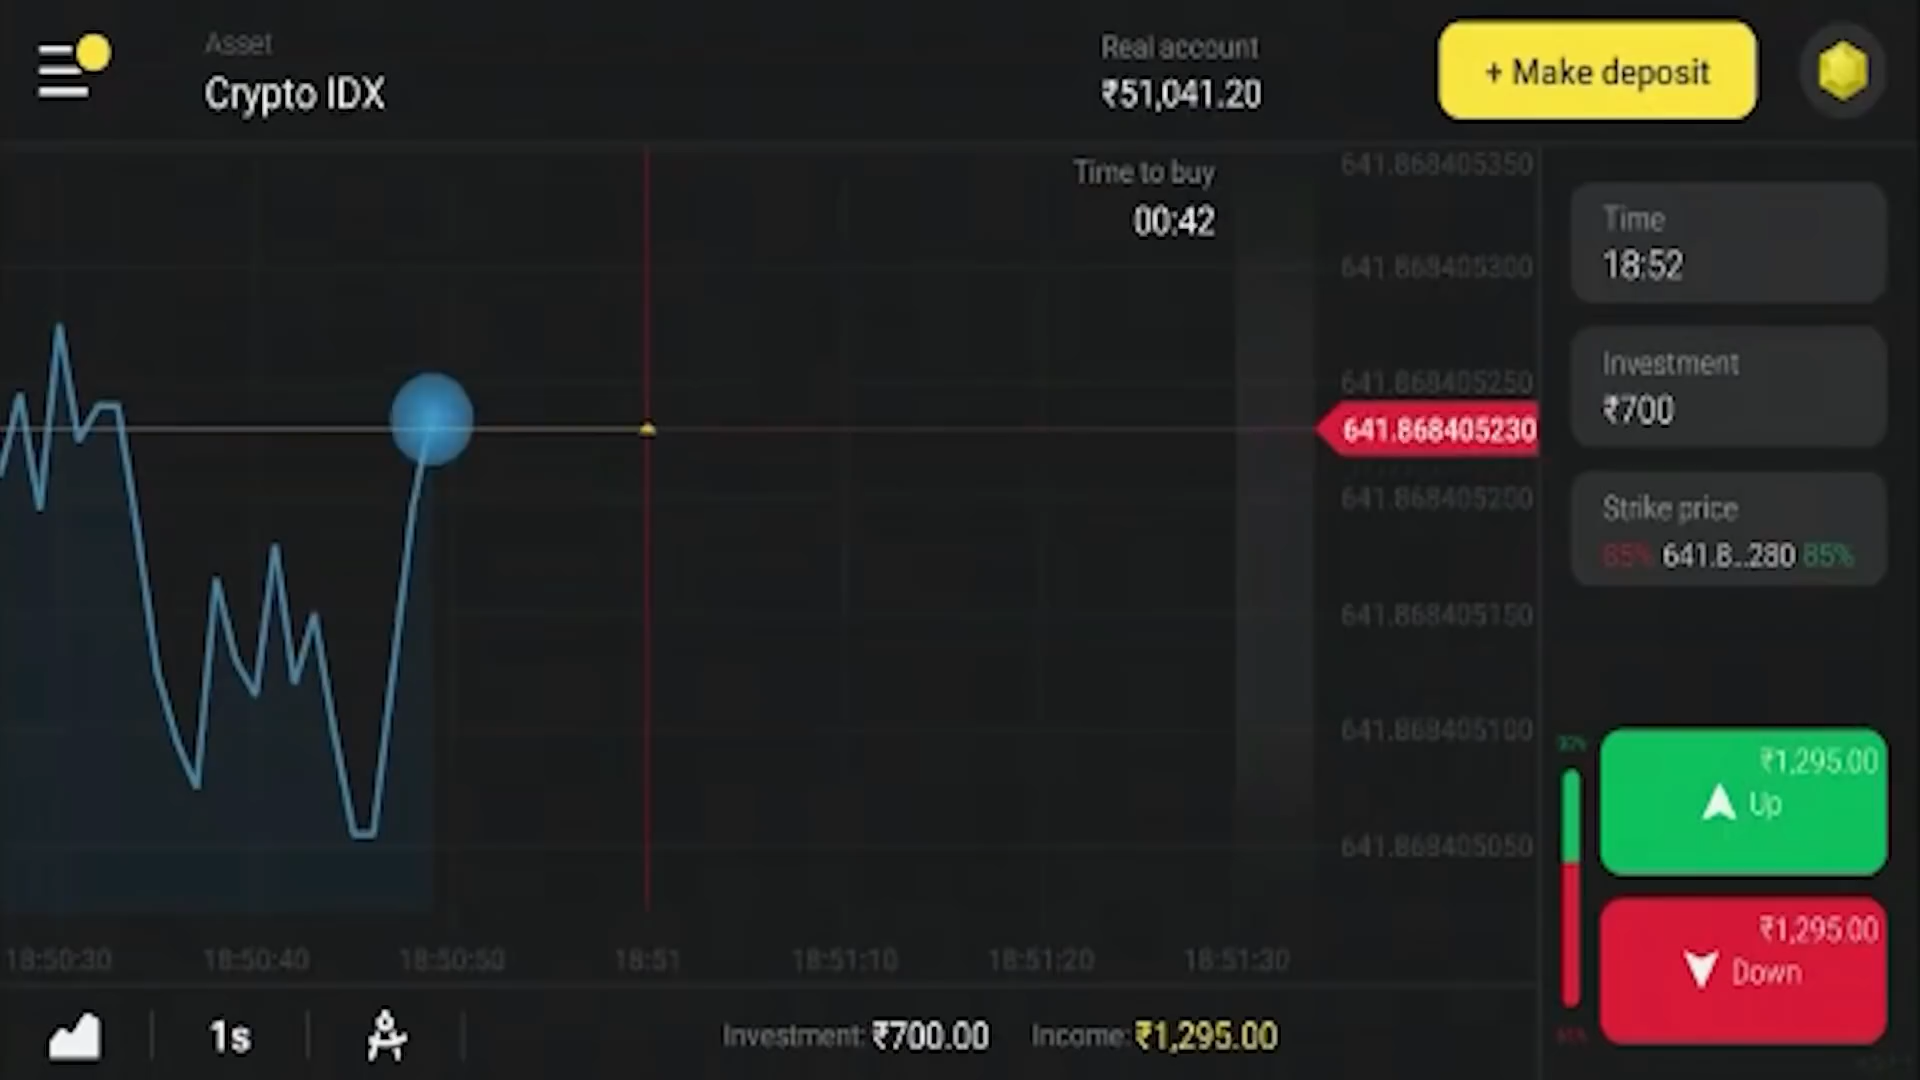 Asset
Crypto IDX
Real account
₹51,041.20
+ Make deposit
Time to buy
00:42
641.868405350
641.868405300
641.868405250
641.868405230
641.868405200
641.868405150
641.868405100
641.868405050
Time
18:52
Investment
₹700
Strike price
85% 641.8..280 85%
₹1,295.00
Up
₹1,295.00
Down
18:50:30 18:50:40 18:50:50 18:51 18:51:10 18:51:20 18:51:30
1s
Investment: ₹700.00 Income: ₹1,295.00